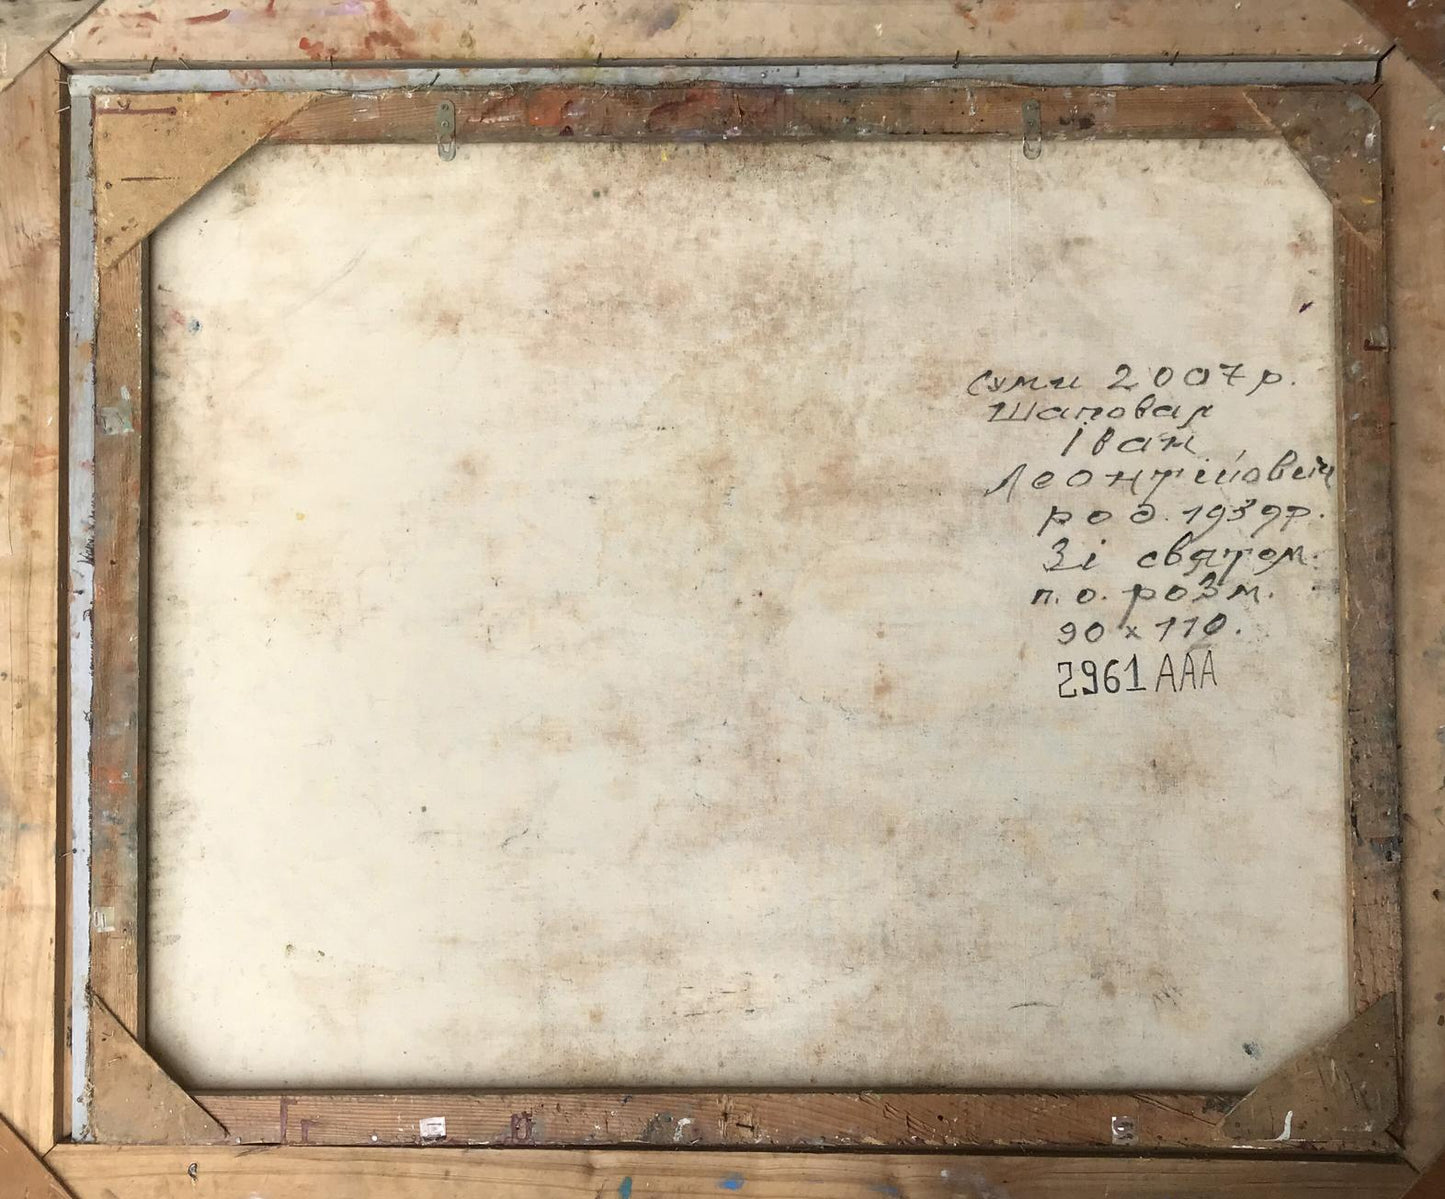 Суми 2007р.
Шаповал
Іван
Леонтійович
род. 1939р.
Зі святом.
п. о. розм.
90 x 110.
2961 AAA